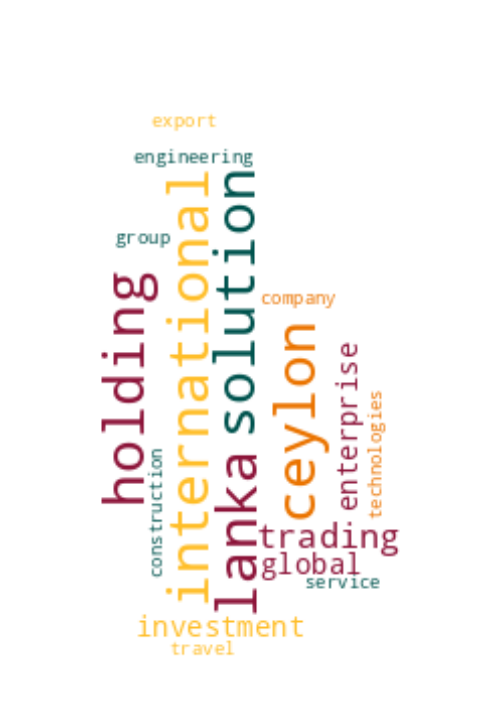 export
engineering
group
international
solution
holding
company
ceylon
enterprise
technologies
construction
lanka
trading
global
service
investment
travel